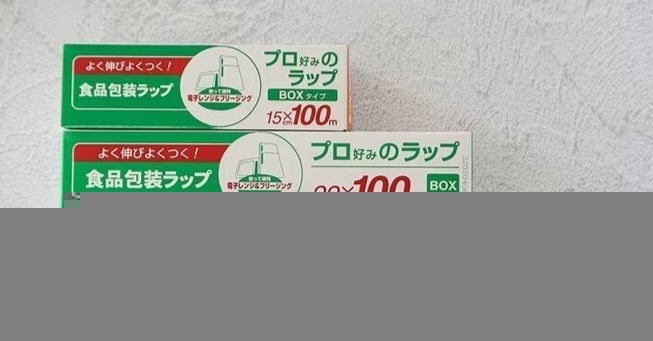 よく伸びよくつく!
食品包装ラップ
使って便利
電子レンジ&フリージング
プロ好みの
ラップ
BOXタイプ
15cm×100m
よく伸びよくつく!
食品包装ラップ
使って便利
電子レンジ&フリージング
プロ好みのラップ
×100
BOX